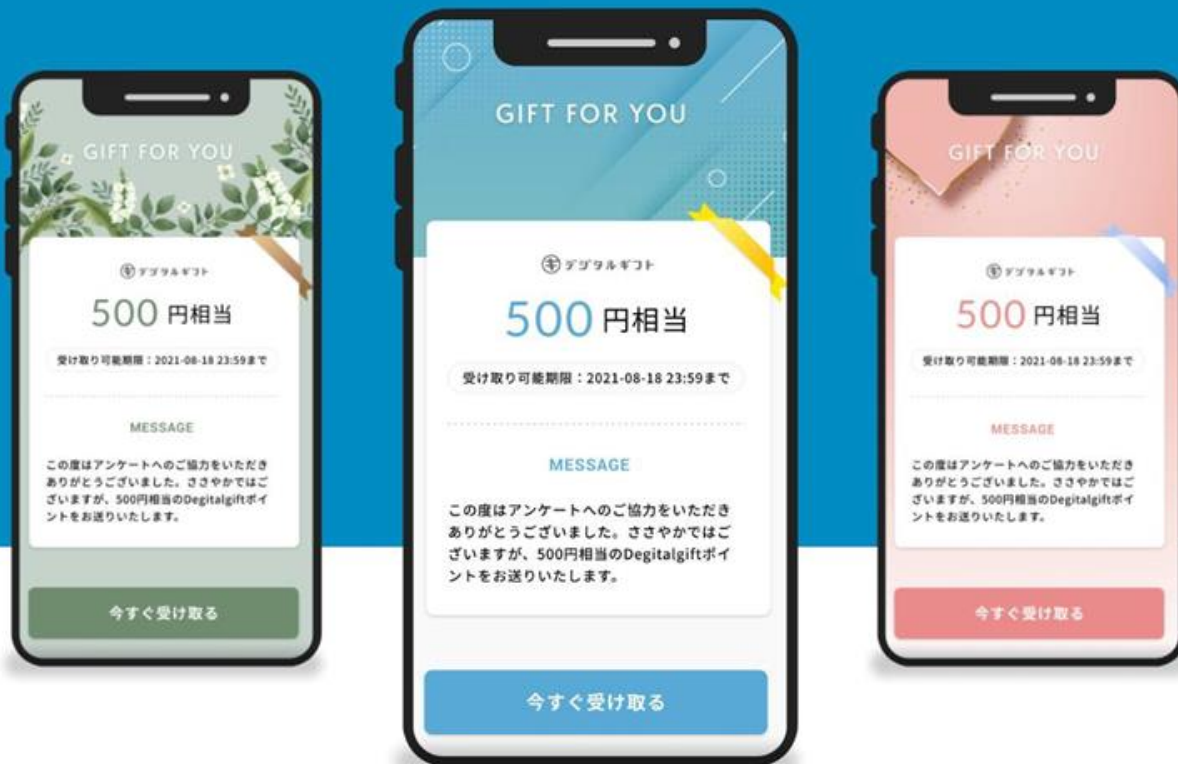 GIFT FOR YOU
デジタルギフト
500 円相当
受け取り可能期限：2021-08-18 23:59まで
MESSAGE
この度はアンケートへのご協力をいただき
ありがとうございました。ささやかではご
ざいますが、500円相当のDegitalgiftポイ
ントをお送りいたします。
今すぐ受け取る
GIFT FOR YOU
デジタルギフト
500 円相当
受け取り可能期限：2021-08-18 23:59まで
MESSAGE
この度はアンケートへのご協力をいただき
ありがとうございました。ささやかではご
ざいますが、500円相当のDegitalgiftポイ
ントをお送りいたします。
今すぐ受け取る
GIFT FOR YOU
デジタルギフト
500 円相当
受け取り可能期限：2021-08-18 23:59まで
MESSAGE
この度はアンケートへのご協力をいただき
ありがとうございました。ささやかではご
ざいますが、500円相当のDegitalgiftポイ
ントをお送りいたします。
今すぐ受け取る